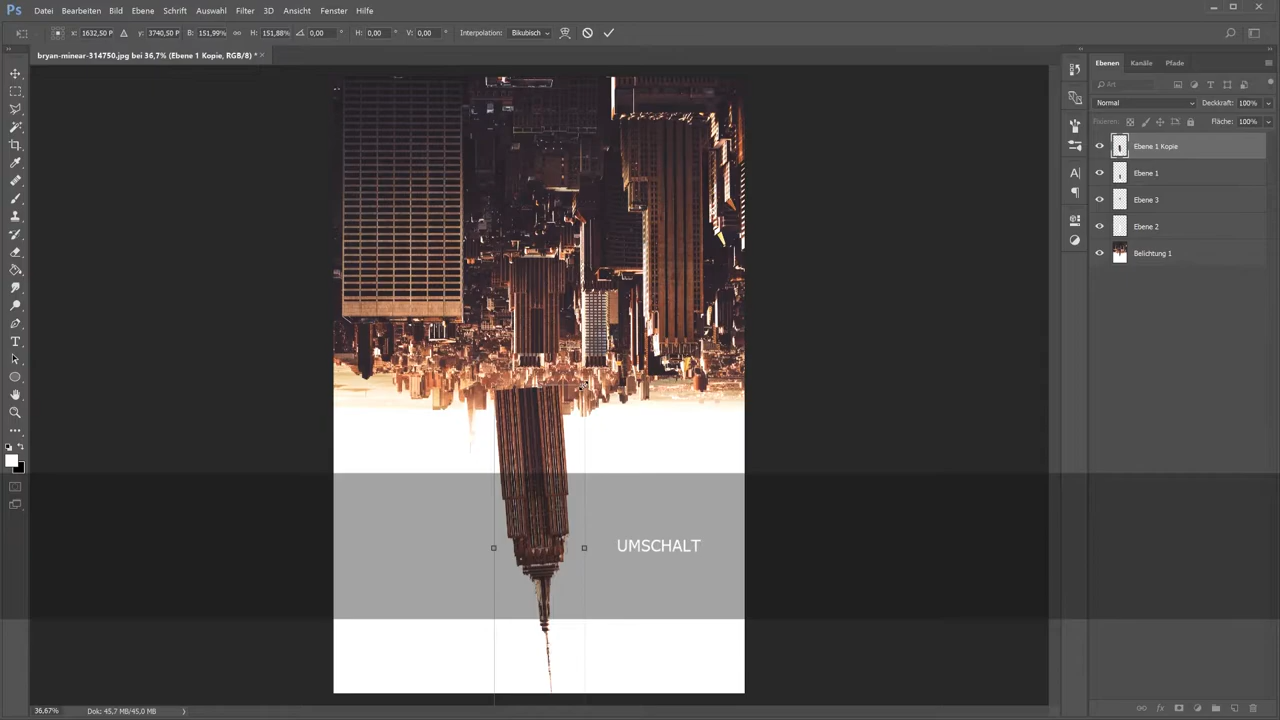 Ps Datei Bearbeiten Bild Ebene Schrift Auswahl Filter 3D Ansicht Fenster Hilfe
x: 1632,50 P y: 3740,50 P B: 151,99% H: 151,88% 0,00 ° H: 0,00 ° V: 0,00 ° Interpolation: Bikubisch
bryan-minear-314750.jpg bei 36,7% (Ebene 1 Kopie, RGB/8) *
Ebenen Kanäle Pfade
Art
Normal Deckkraft: 100%
Fixieren: Fläche: 100%
Ebene 1 Kopie
Ebene 1
Ebene 3
Ebene 2
Belichtung 1
UMSCHALT
36,67% Dok: 45,7 MB/45,0 MB